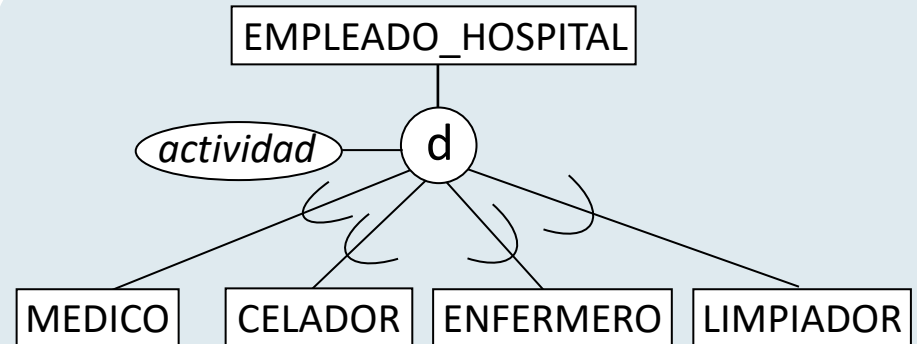 EMPLEADO_HOSPITAL
actividad
d
MEDICO
CELADOR
ENFERMERO
LIMPIADOR